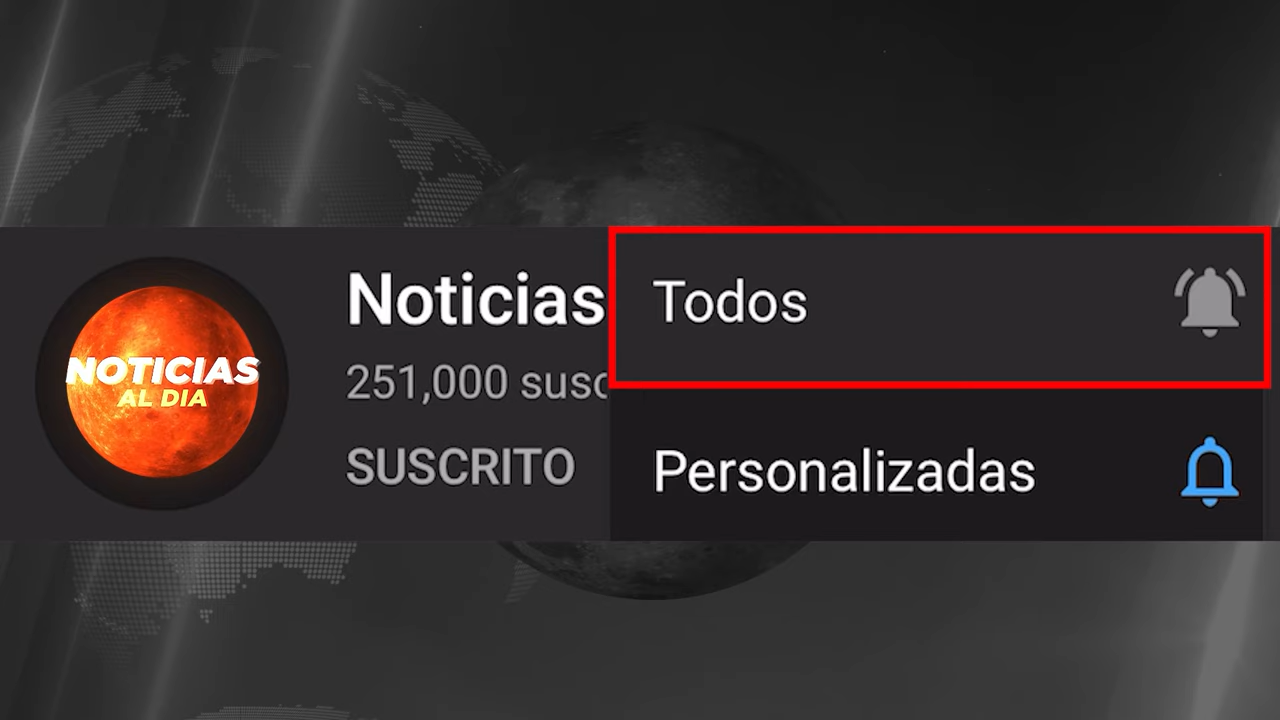 NOTICIAS
AL DIA
Noticias
251,000 susc
SUSCRITO
Todos
Personalizadas